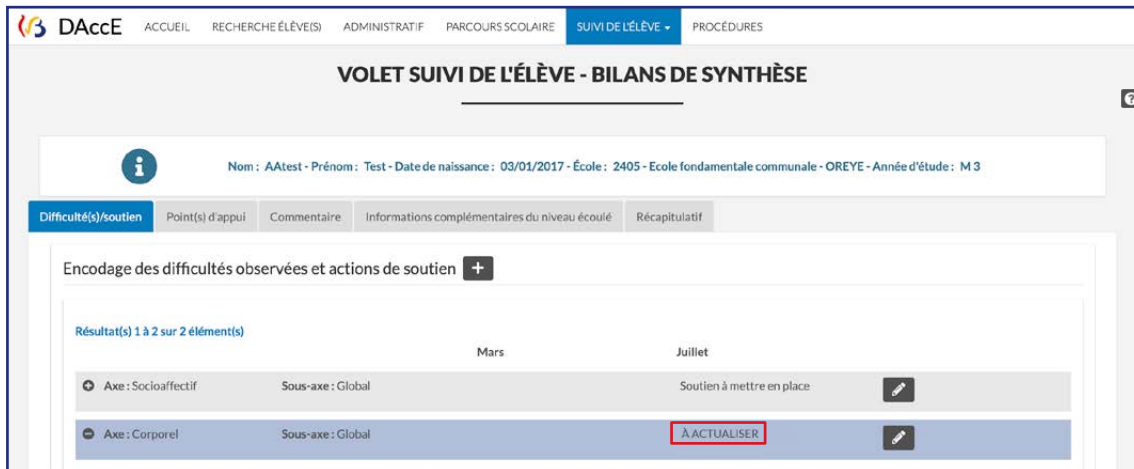 DAccE ACCUEIL RECHERCHE ÉLÈVE(S) ADMINISTRATIF PARCOURS SCOLAIRE SUIVI DE L'ÉLÈVE PROCÉDURES
VOLET SUIVI DE L'ÉLÈVE - BILANS DE SYNTHÈSE
Nom : AAtest - Prénom : Test - Date de naissance : 03/01/2017 - École : 2405 - Ecole fondamentale communale - OREYE - Année d'étude : M 3
Difficulté(s)/soutien Point(s) d'appui Commentaire Informations complémentaires du niveau écoulé Récapitulatif
Encodage des difficultés observées et actions de soutien +
Résultat(s) 1 à 2 sur 2 élément(s)
Mars Juillet
Axe : Socioaffectif Sous-axe : Global Soutien à mettre en place
Axe : Corporel Sous-axe : Global À ACTUALISER